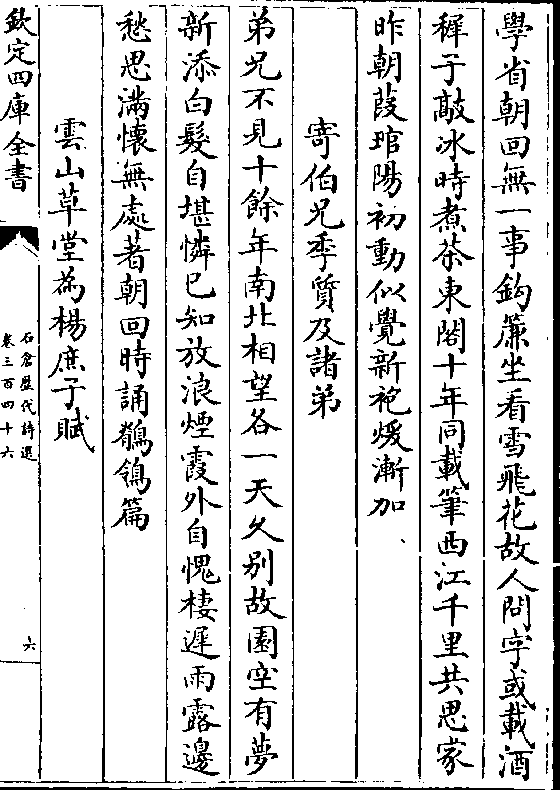 學省朝回無一事鈎簾坐看雪飛花故人問字或載酒
穉子敲冰時煮茶東閣十年同載筆西江千里共思家
昨朝葭琯陽初動似覺新袍煖漸加
寄伯兄季質及諸弟
弟兄不見十餘年南北相望各一天久別故園空有夢
新添白髮自堪憐已知放浪煙霞外自愧棲遲雨露邊
愁思滿懷無處著朝回時誦鶺鴒篇
雲山草堂為楊庶子賦
欽定四庫全書
石倉歷代詩選
卷三百四十六
六